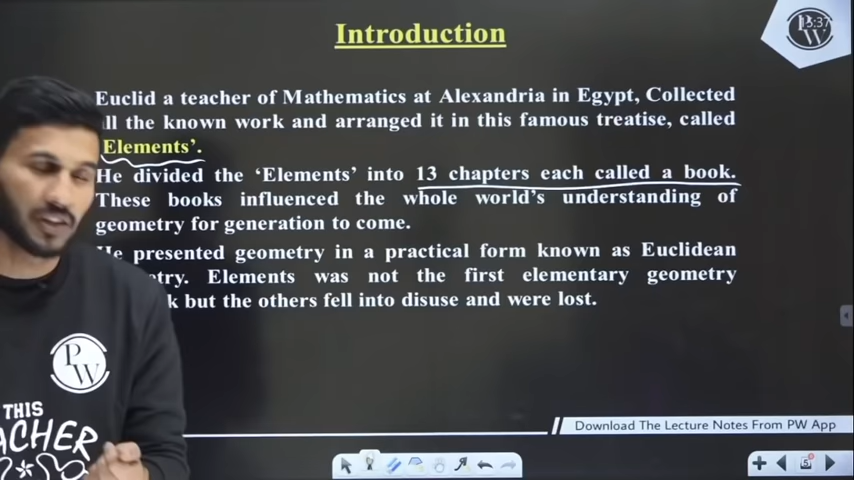 Introduction
15:37
Euclid a teacher of Mathematics at Alexandria in Egypt, Collected
all the known work and arranged it in this famous treatise, called
Elements’.
He divided the ‘Elements’ into 13 chapters each called a book.
These books influenced the whole world’s understanding of
geometry for generation to come.
He presented geometry in a practical form known as Euclidean
etry. Elements was not the first elementary geometry
k but the others fell into disuse and were lost.
PW
THIS
ACHER
Download The Lecture Notes From PW App